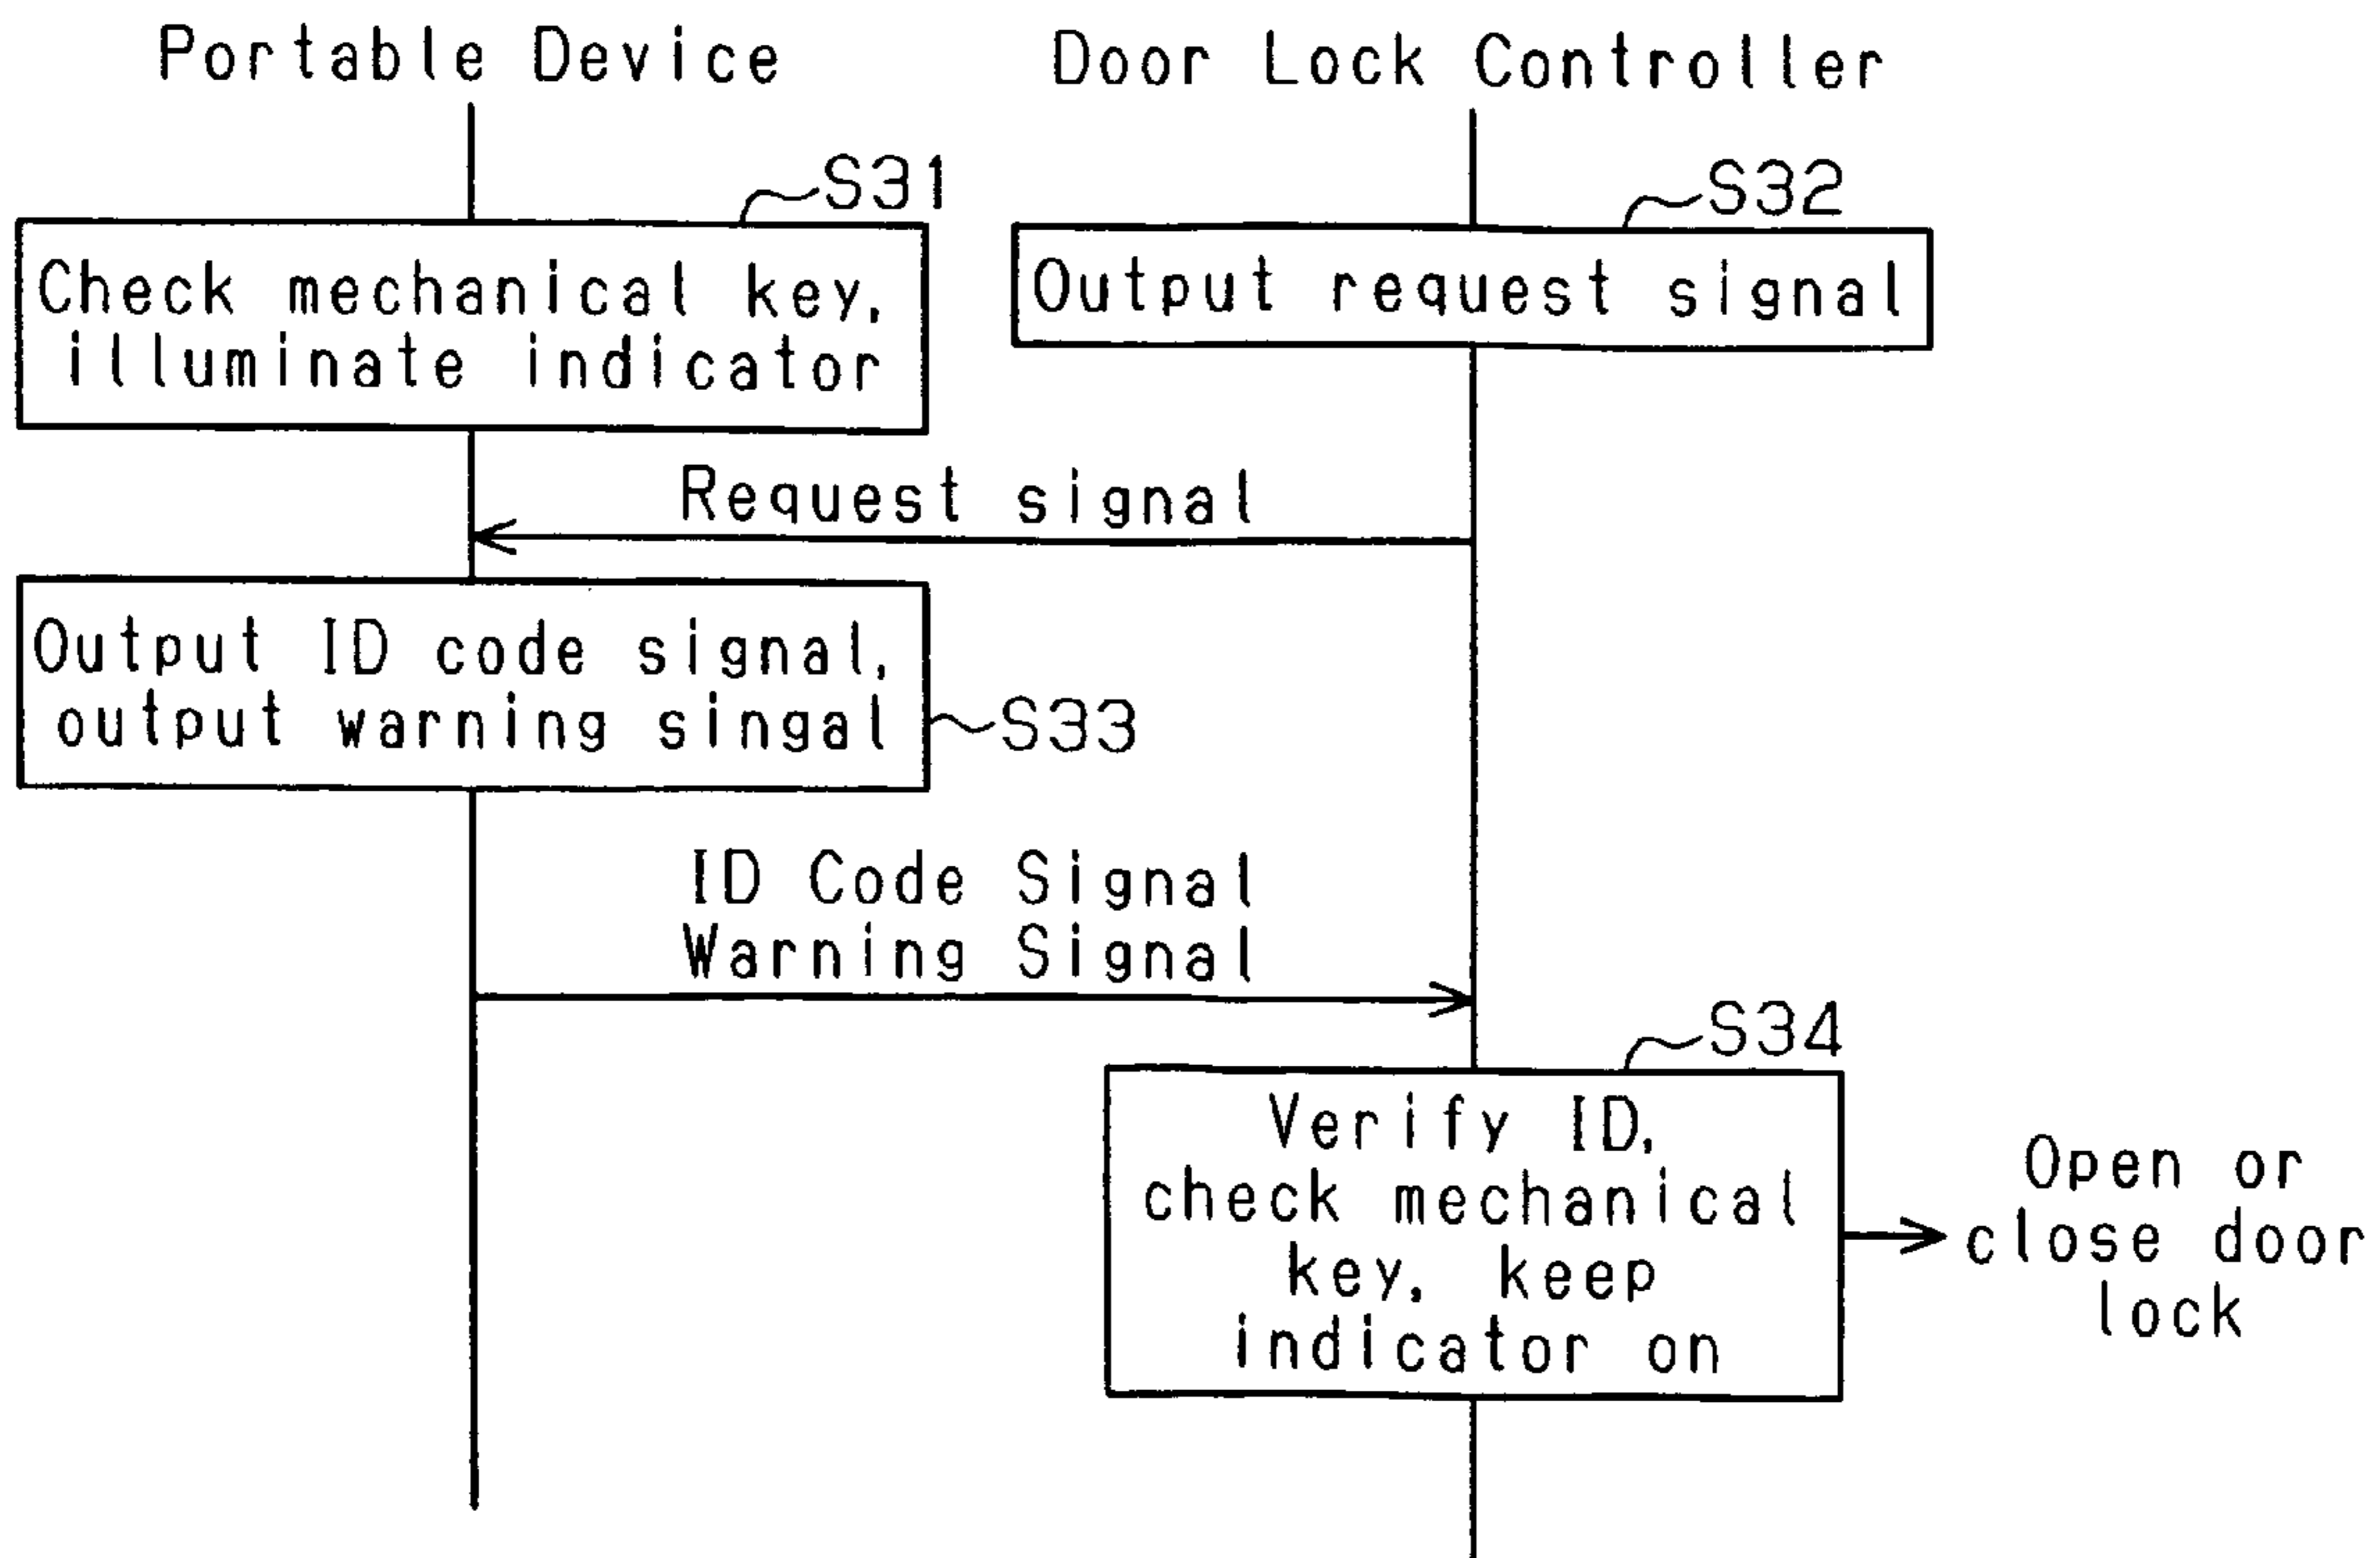 Portable Device
Door Lock Controller
S31
S32
Check mechanical key,
illuminate indicator
Output request signal
Request signal
Output ID code signal,
output warning singal
S33
ID Code Signal
Warning Signal
S34
Verify ID,
check mechanical
key, keep
indicator on
Open or
close door
lock